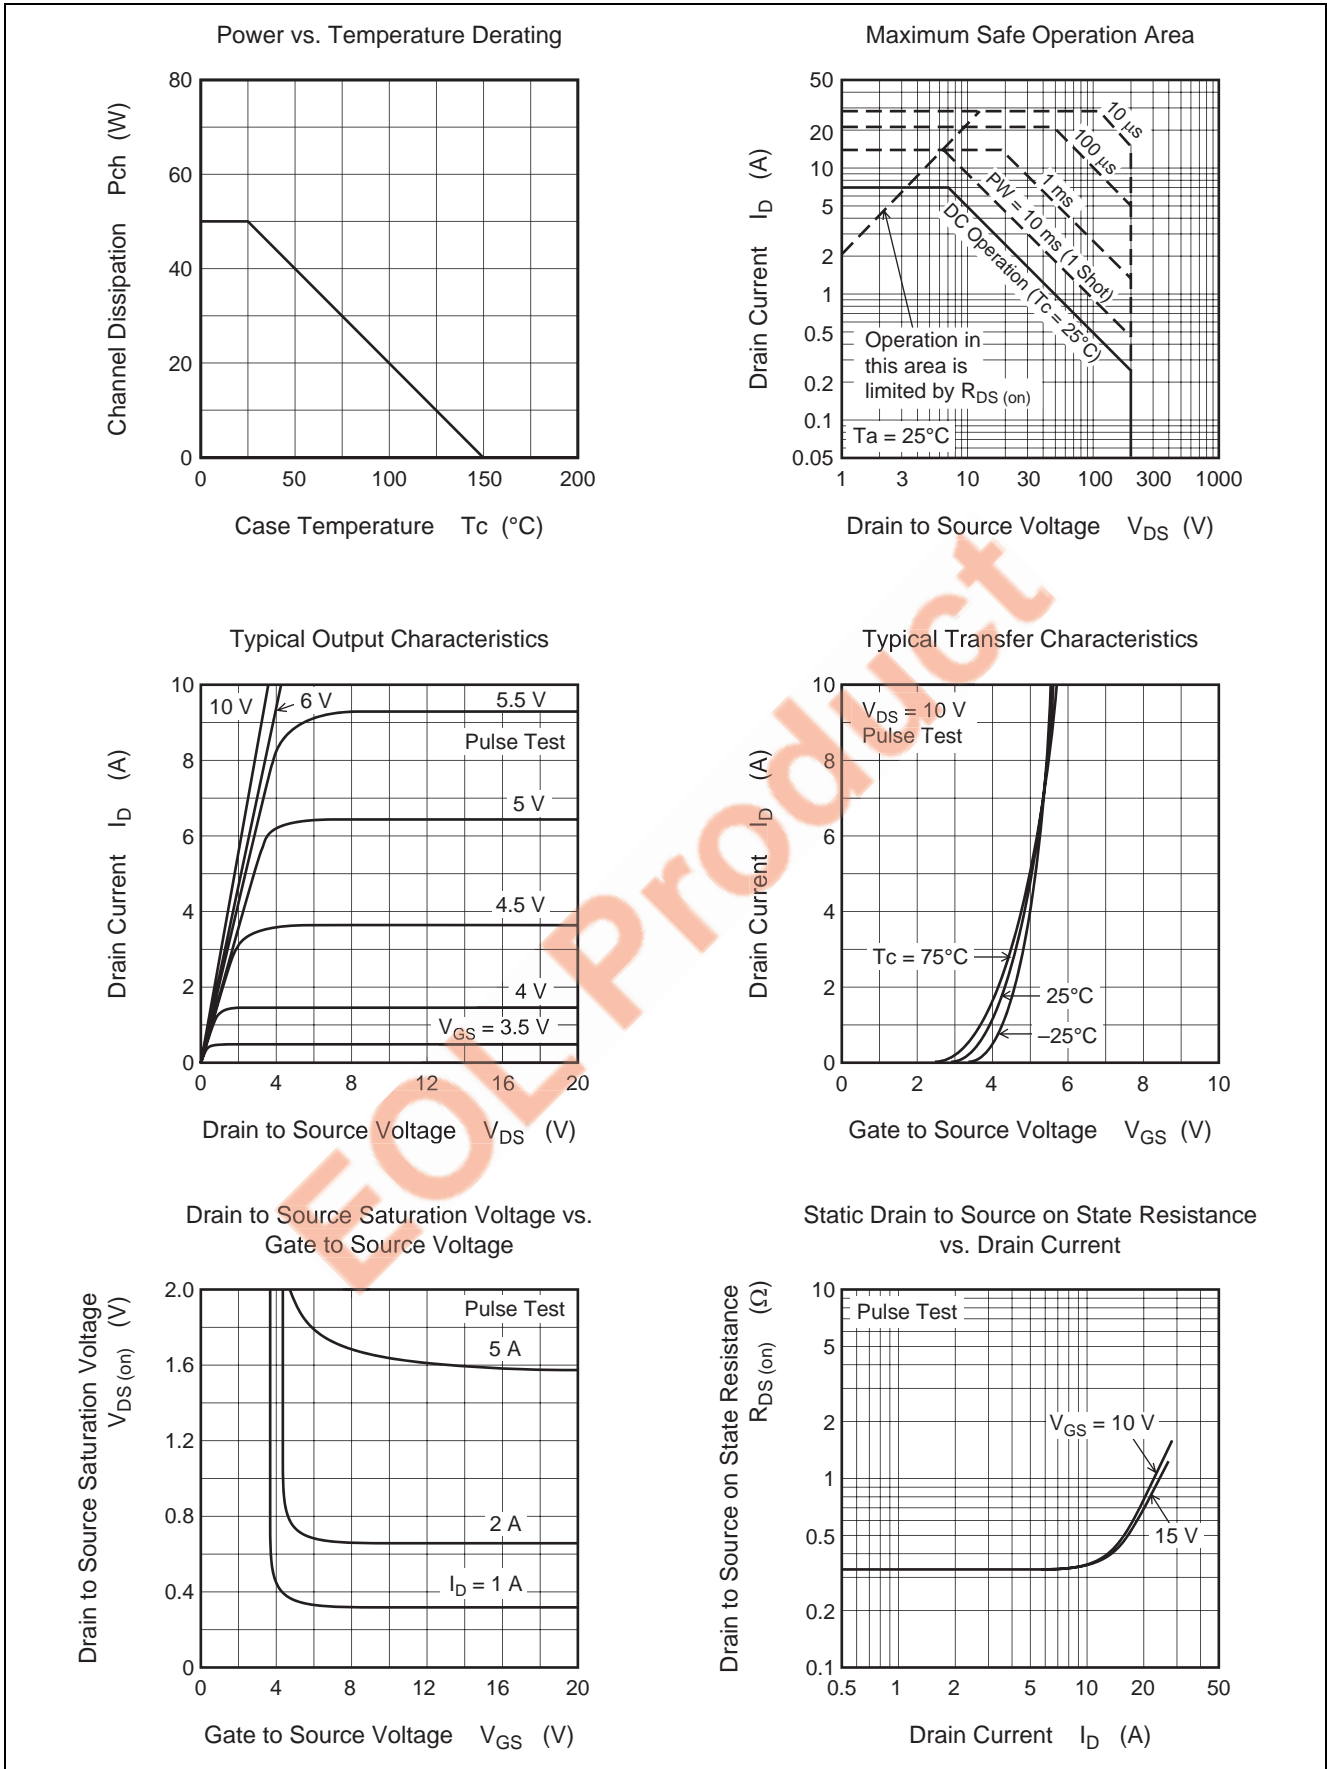 Power vs. Temperature Derating
80
60
40
20
0
0 50 100 150 200
Channel Dissipation Pch (W)
Case Temperature Tc (°C)
Maximum Safe Operation Area
50
20
10
5
2
1
0.5
0.2
0.1
0.05
1 3 10 30 100 300 1000
Drain Current ID (A)
10 μs
100 μs
1 ms
PW = 10 ms (1 Shot)
DC Operation (Tc = 25°C)
Operation in
this area is
limited by RDS (on)
Ta = 25°C
Drain to Source Voltage VDS (V)
Typical Output Characteristics
10
8
6
4
2
0
0 4 8 12 16 20
Drain Current ID (A)
10 V
6 V
5.5 V
Pulse Test
5 V
4.5 V
4 V
VGS = 3.5 V
Drain to Source Voltage VDS (V)
Typical Transfer Characteristics
10
8
6
4
2
0
0 2 4 6 8 10
Drain Current ID (A)
VDS = 10 V
Pulse Test
Tc = 75°C
25°C
–25°C
Gate to Source Voltage VGS (V)
Drain to Source Saturation Voltage vs.
Gate to Source Voltage
2.0
1.6
1.2
0.8
0.4
0
0 4 8 12 16 20
Drain to Source Saturation Voltage
VDS (on) (V)
Pulse Test
5 A
2 A
ID = 1 A
Gate to Source Voltage VGS (V)
Static Drain to Source on State Resistance
vs. Drain Current
10
5
2
1
0.5
0.2
0.1
0.5 1 2 5 10 20 50
Drain to Source on State Resistance
RDS (on) (Ω)
Pulse Test
VGS = 10 V
15 V
Drain Current ID (A)
EOL Product